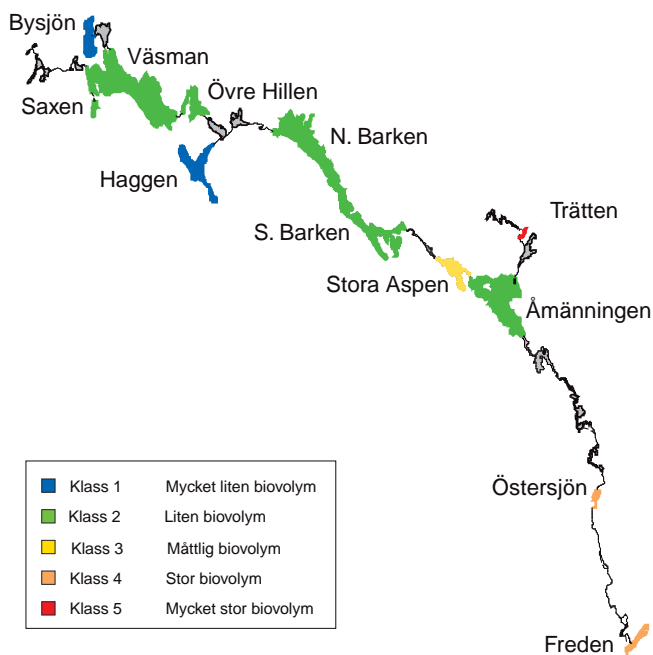 Bysjön
Väsman
Saxen
Övre Hillen
N. Barken
Haggen
Trätten
S. Barken
Stora Aspen
Åmänningen
Östersjön
Freden
Klass 1 Mycket liten biovolym
Klass 2 Liten biovolym
Klass 3 Måttlig biovolym
Klass 4 Stor biovolym
Klass 5 Mycket stor biovolym